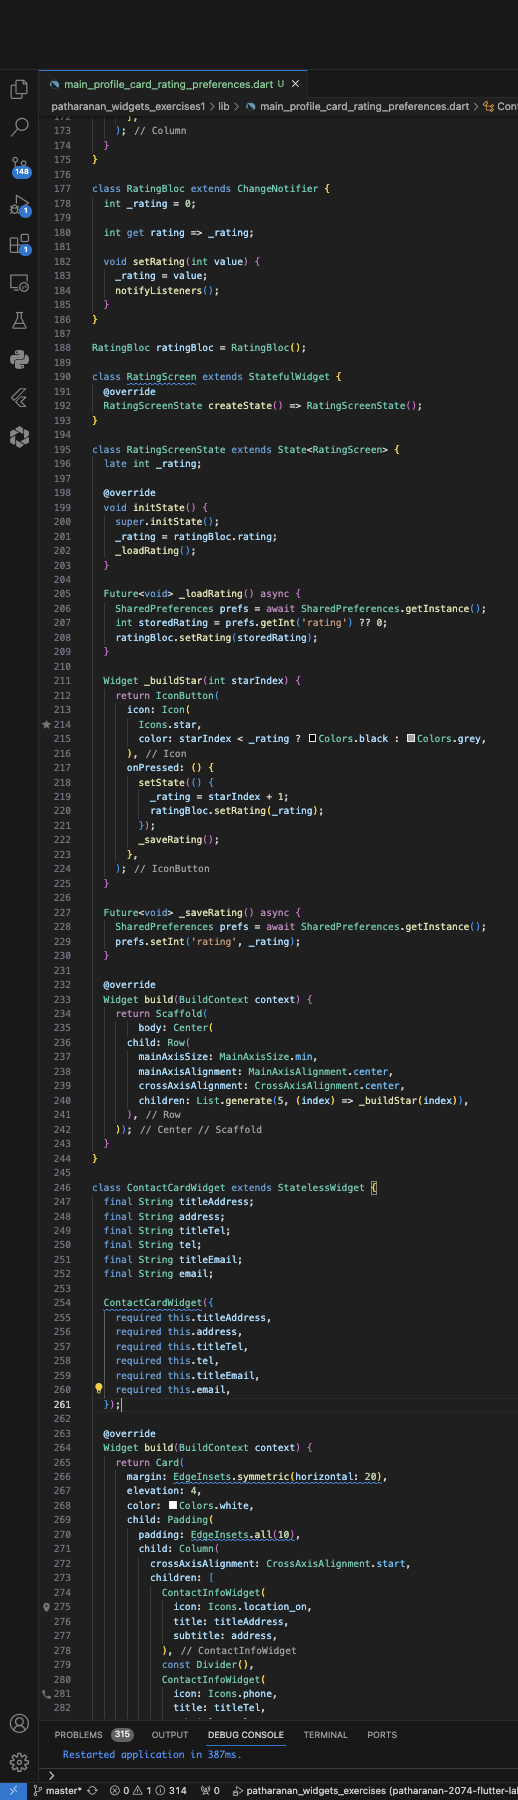 main_profile_card_rating_preferences.dart U ×
patharanan_widgets_exercises1 > lib > main_profile_card_rating_preferences.dart > Con
172 ],
173 ); // Column
174 }
175 }
176
177 class RatingBloc extends ChangeNotifier {
178 int _rating = 0;
179
180 int get rating => _rating;
181
182 void setRating(int value) {
183 _rating = value;
184 notifyListeners();
185 }
186 }
187
188 RatingBloc ratingBloc = RatingBloc();
189
190 class RatingScreen extends StatefulWidget {
191 @override
192 RatingScreenState createState() => RatingScreenState();
193 }
194
195 class RatingScreenState extends State<RatingScreen> {
196 late int _rating;
197
198 @override
199 void initState() {
200 super.initState();
201 _rating = ratingBloc.rating;
202 _loadRating();
203 }
204
205 Future<void> _loadRating() async {
206 SharedPreferences prefs = await SharedPreferences.getInstance();
207 int storedRating = prefs.getInt('rating') ?? 0;
208 ratingBloc.setRating(storedRating);
209 }
210
211 Widget _buildStar(int starIndex) {
212 return IconButton(
213 icon: Icon(
214 Icons.star,
215 color: starIndex < _rating ? Colors.black : Colors.grey,
216 ), // Icon
217 onPressed: () {
218 setState(() {
219 _rating = starIndex + 1;
220 ratingBloc.setRating(_rating);
221 });
222 _saveRating();
223 },
224 ); // IconButton
225 }
226
227 Future<void> _saveRating() async {
228 SharedPreferences prefs = await SharedPreferences.getInstance();
229 prefs.setInt('rating', _rating);
230 }
231
232 @override
233 Widget build(BuildContext context) {
234 return Scaffold(
235 body: Center(
236 child: Row(
237 mainAxisSize: MainAxisSize.min,
238 mainAxisAlignment: MainAxisAlignment.center,
239 crossAxisAlignment: CrossAxisAlignment.center,
240 children: List.generate(5, (index) => _buildStar(index)),
241 ), // Row
242 )); // Center // Scaffold
243 }
244 }
245
246 class ContactCardWidget extends StatelessWidget {
247 final String titleAddress;
248 final String address;
249 final String titleTel;
250 final String tel;
251 final String titleEmail;
252 final String email;
253
254 ContactCardWidget({
255 required this.titleAddress,
256 required this.address,
257 required this.titleTel,
258 required this.tel,
259 required this.titleEmail,
260 required this.email,
261 });
262
263 @override
264 Widget build(BuildContext context) {
265 return Card(
266 margin: EdgeInsets.symmetric(horizontal: 20),
267 elevation: 4,
268 color: Colors.white,
269 child: Padding(
270 padding: EdgeInsets.all(10),
271 child: Column(
272 crossAxisAlignment: CrossAxisAlignment.start,
273 children: [
274 ContactInfoWidget(
275 icon: Icons.location_on,
276 title: titleAddress,
277 subtitle: address,
278 ), // ContactInfoWidget
279 const Divider(),
280 ContactInfoWidget(
281 icon: Icons.phone,
282 title: titleTel,
148
1
1
PROBLEMS 315 OUTPUT DEBUG CONSOLE TERMINAL PORTS
Restarted application in 387ms.
>
master* 0 1 314 0 patharanan_widgets_exercises (patharanan-2074-flutter-la